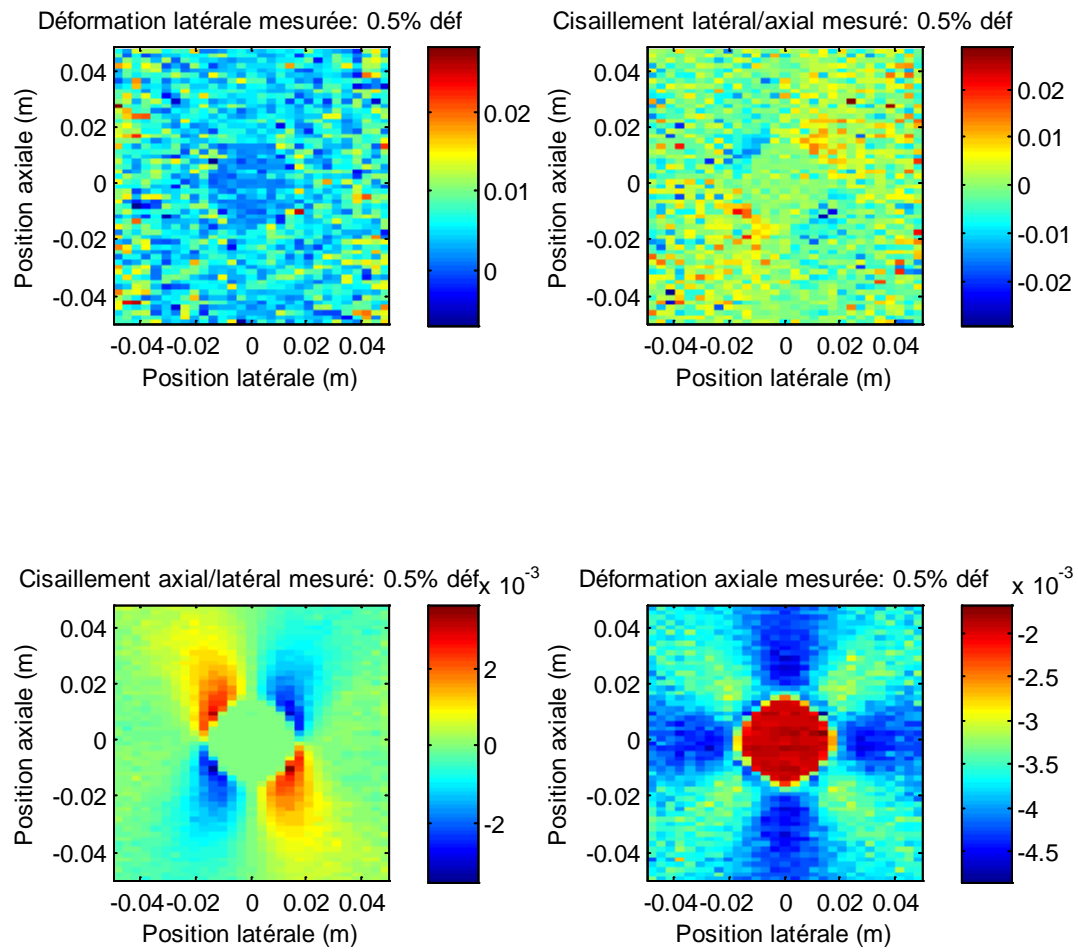 Déformation latérale mesurée: 0.5% déf
Position axiale (m)
0.04
0.02
0
-0.02
-0.04
-0.04 -0.02 0 0.02 0.04
Position latérale (m)
0.02
0.01
0
Cisaillement latéral/axial mesuré: 0.5% déf
Position axiale (m)
0.04
0.02
0
-0.02
-0.04
-0.04 -0.02 0 0.02 0.04
Position latérale (m)
0.02
0.01
0
-0.01
-0.02
Cisaillement axial/latéral mesuré: 0.5% déf
x 10-3
Position axiale (m)
0.04
0.02
0
-0.02
-0.04
-0.04 -0.02 0 0.02 0.04
Position latérale (m)
2
0
-2
Déformation axiale mesurée: 0.5% déf
x 10-3
Position axiale (m)
0.04
0.02
0
-0.02
-0.04
-0.04 -0.02 0 0.02 0.04
Position latérale (m)
-2
-2.5
-3
-3.5
-4
-4.5